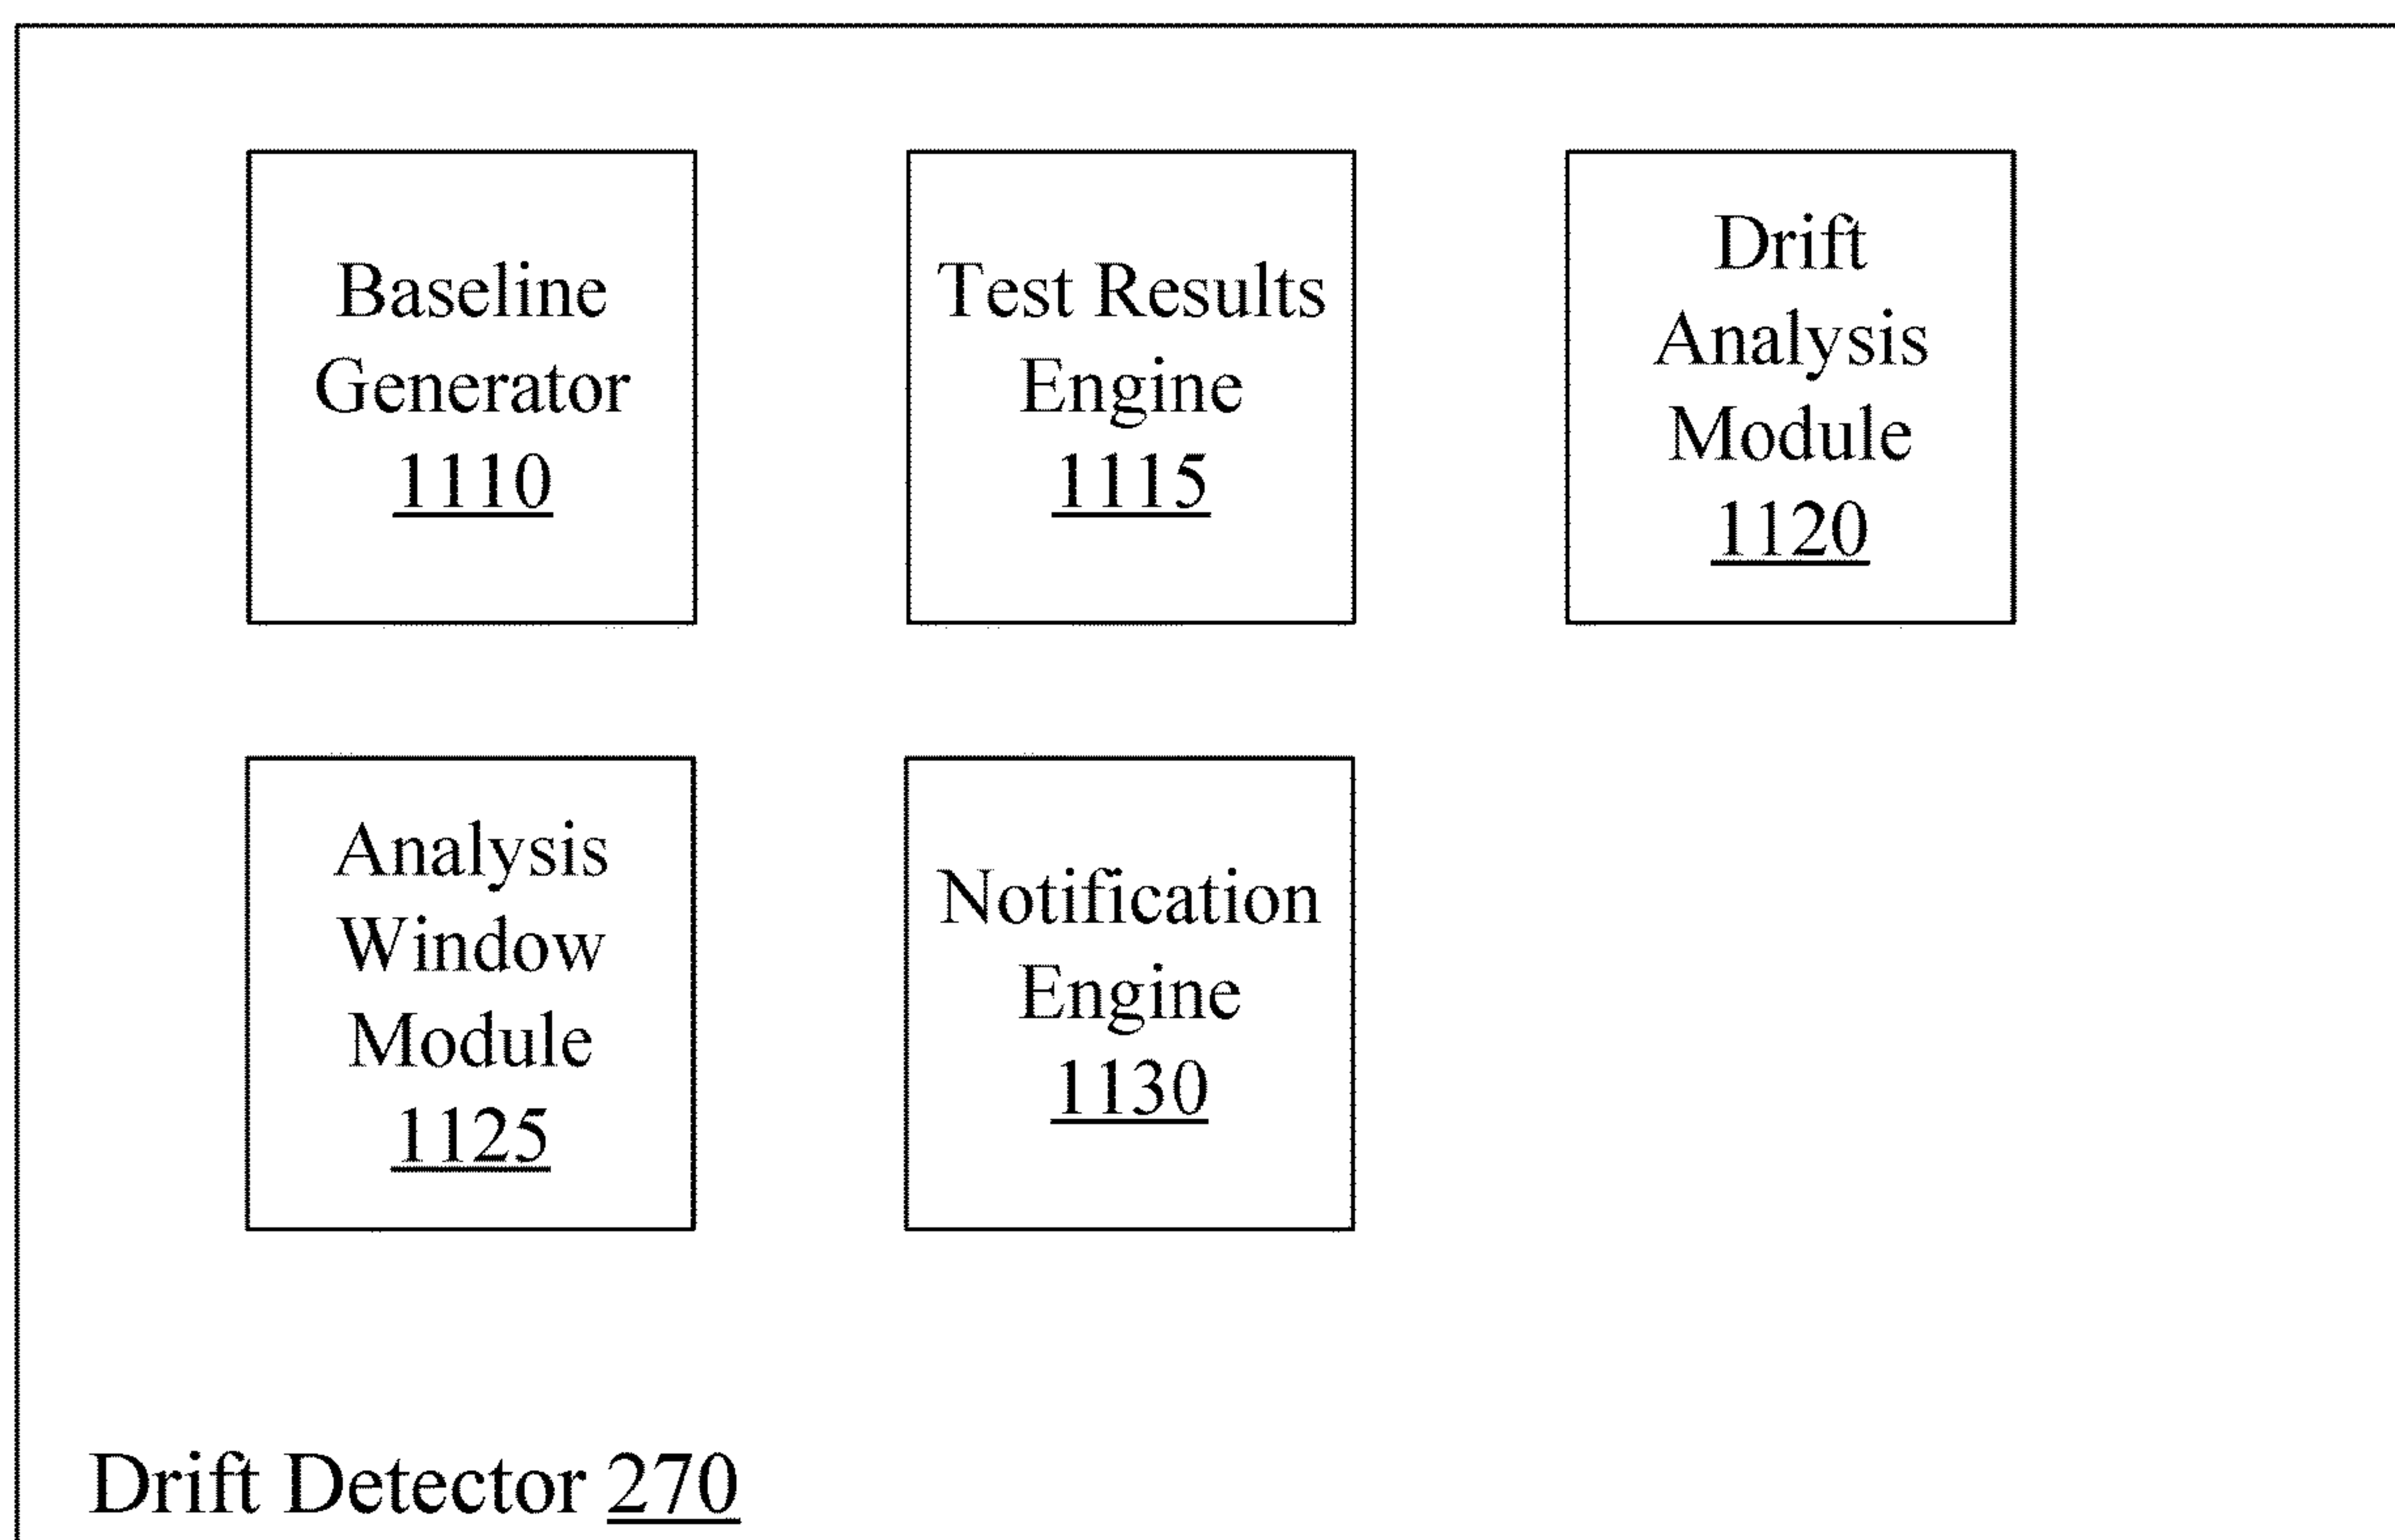 Baseline
Generator
1110
Test Results
Engine
1115
Drift
Analysis
Module
1120
Analysis
Window
Module
1125
Notification
Engine
1130
Drift Detector 270